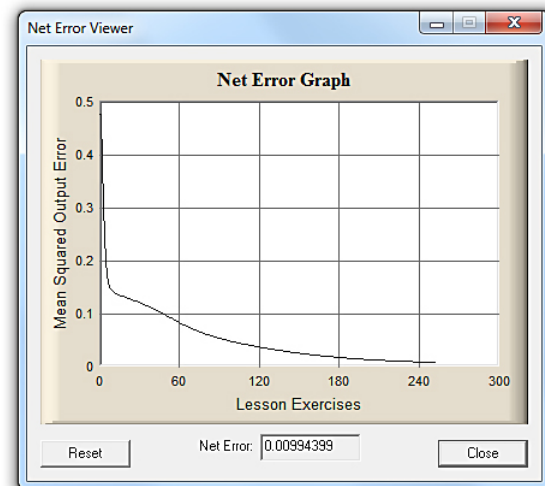 Net Error Viewer
Net Error Graph
Mean Squared Output Error
0.5
0.4
0.3
0.2
0.1
0
0 60 120 180 240 300
Lesson Exercises
Reset Net Error: 0.00994399 Close